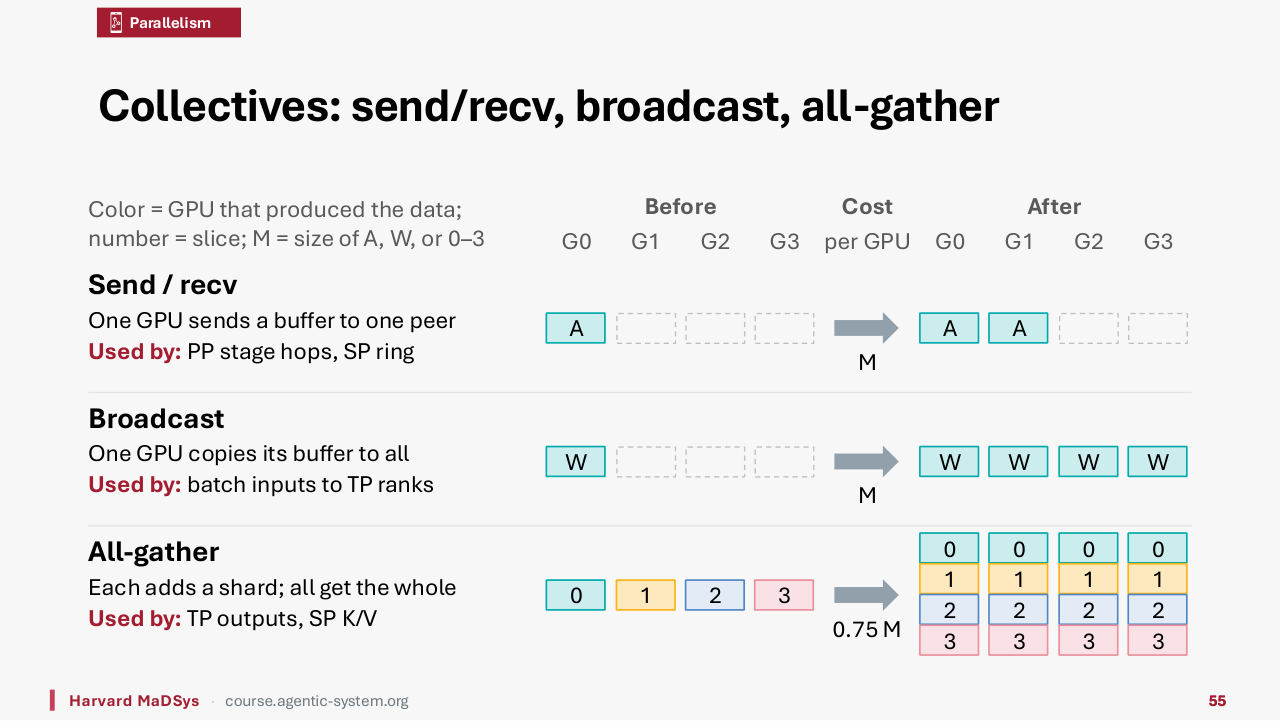 Parallelism
Collectives: send/recv, broadcast, all-gather
Color = GPU that produced the data;
number = slice; M = size of A, W, or 0–3
Before Cost After
G0 G1 G2 G3 per GPU G0 G1 G2 G3
Send / recv
One GPU sends a buffer to one peer
Used by: PP stage hops, SP ring
A A A
M
Broadcast
One GPU copies its buffer to all
Used by: batch inputs to TP ranks
W W W W W
M
All-gather
Each adds a shard; all get the whole
Used by: TP outputs, SP K/V
0 1 2 3
0.75 M
0 0 0 0
1 1 1 1
2 2 2 2
3 3 3 3
Harvard MaDSys · course.agentic-system.org
55